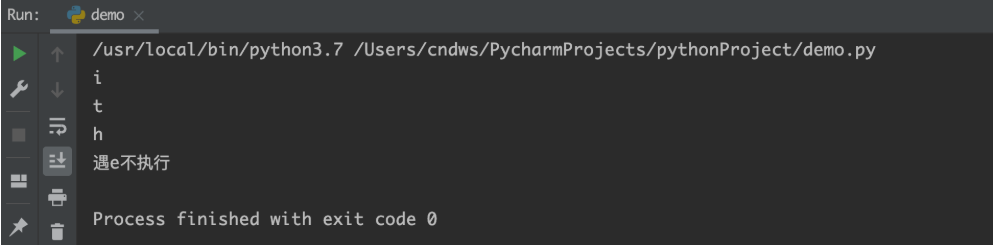 Run: demo
/usr/local/bin/python3.7 /Users/cndws/PycharmProjects/pythonProject/demo.py
i
t
h
遇e不执行
Process finished with exit code 0